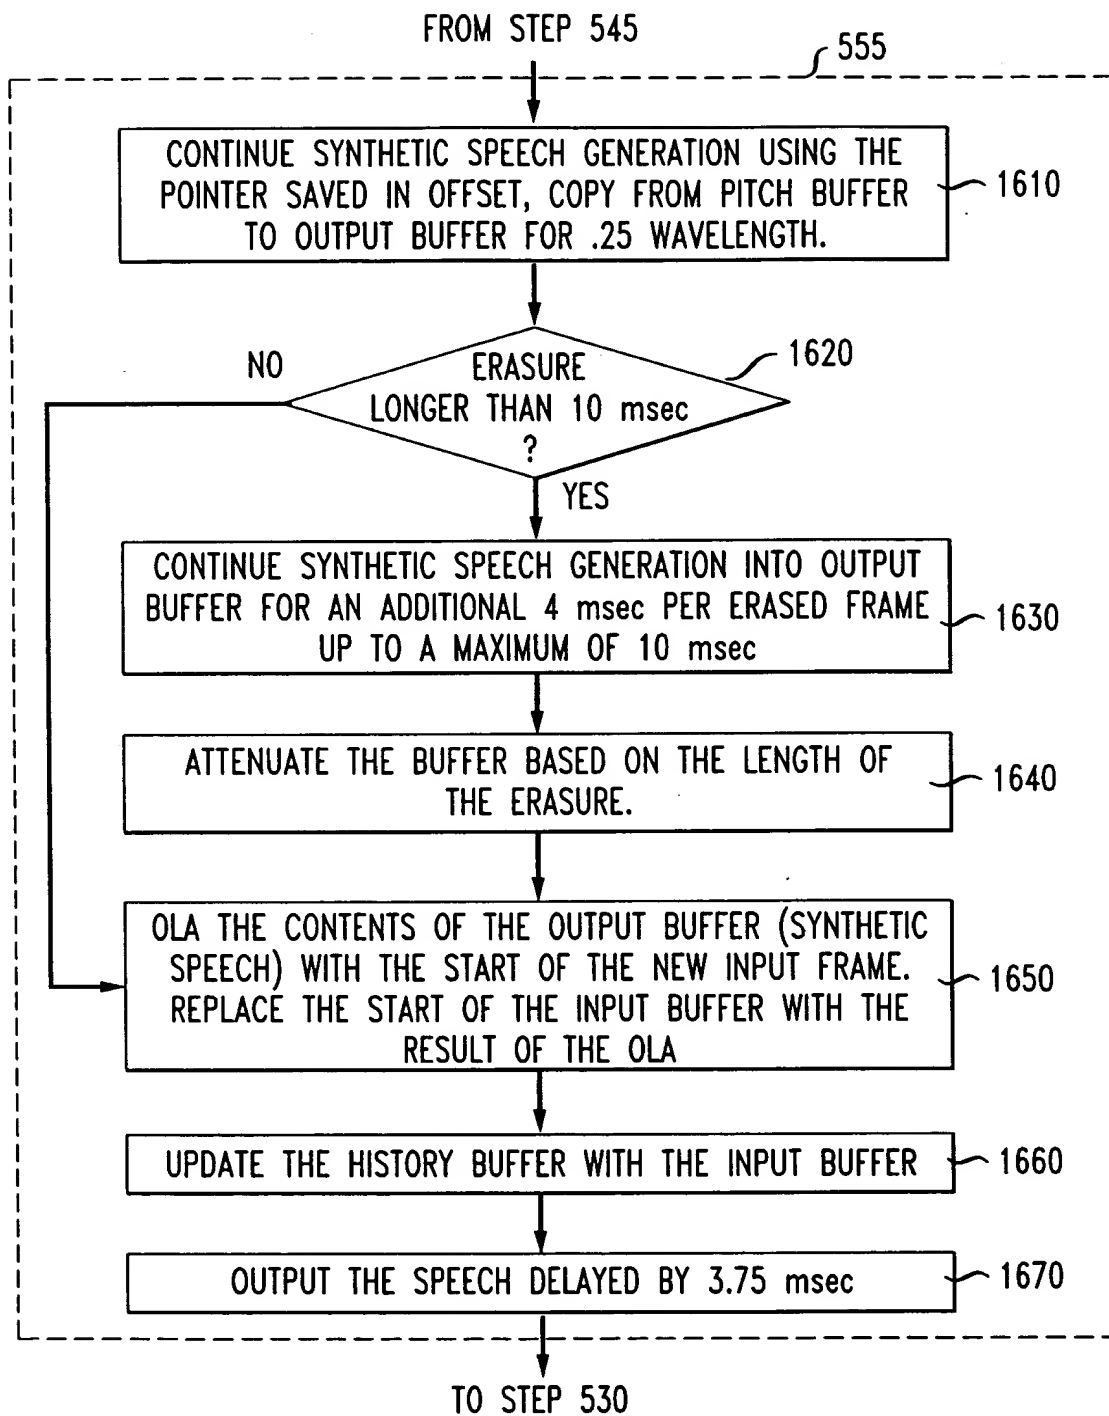 FROM STEP 545
555
CONTINUE SYNTHETIC SPEECH GENERATION USING THE
POINTER SAVED IN OFFSET, COPY FROM PITCH BUFFER
TO OUTPUT BUFFER FOR .25 WAVELENGTH.
1610
NO
ERASURE
LONGER THAN 10 msec
?
1620
YES
CONTINUE SYNTHETIC SPEECH GENERATION INTO OUTPUT
BUFFER FOR AN ADDITIONAL 4 msec PER ERASED FRAME
UP TO A MAXIMUM OF 10 msec
1630
ATTENUATE THE BUFFER BASED ON THE LENGTH OF
THE ERASURE.
1640
OLA THE CONTENTS OF THE OUTPUT BUFFER (SYNTHETIC
SPEECH) WITH THE START OF THE NEW INPUT FRAME.
REPLACE THE START OF THE INPUT BUFFER WITH THE
RESULT OF THE OLA
1650
UPDATE THE HISTORY BUFFER WITH THE INPUT BUFFER
1660
OUTPUT THE SPEECH DELAYED BY 3.75 msec
1670
TO STEP 530